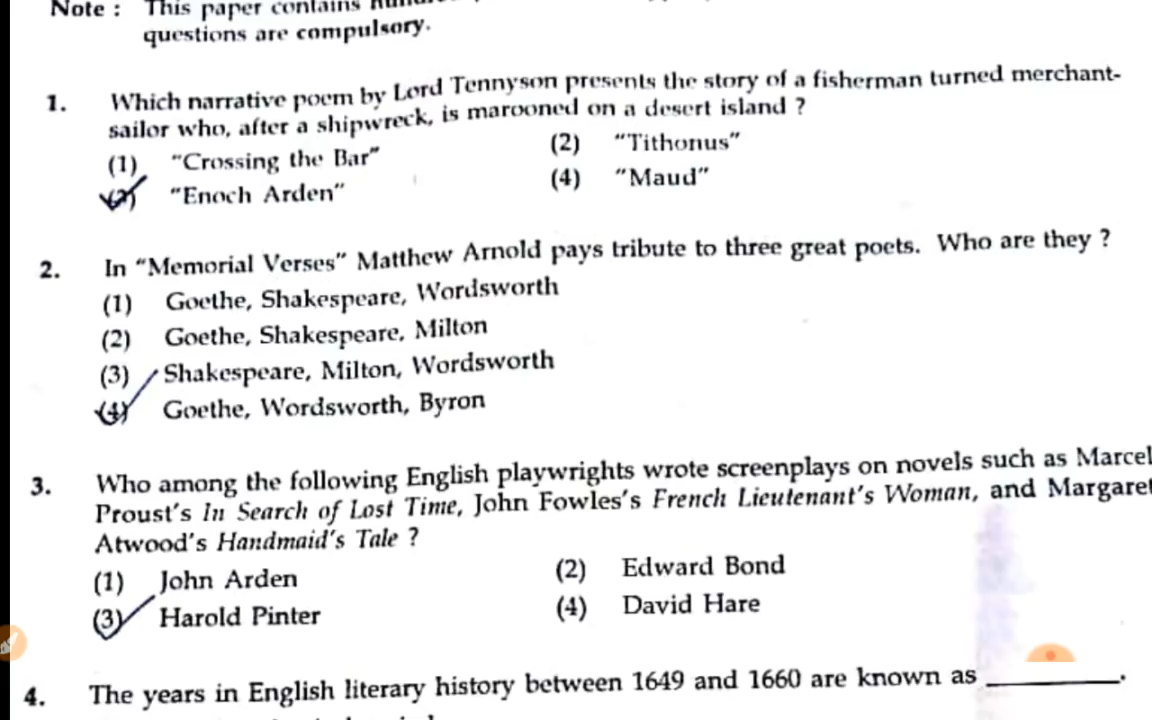 Note : This paper contains
questions are compulsory.
1. Which narrative poem by Lord Tennyson presents the story of a fisherman turned merchant-
sailor who, after a shipwreck, is marooned on a desert island ?
(1) "Crossing the Bar" (2) "Tithonus"
(3) "Enoch Arden" (4) "Maud"
2. In "Memorial Verses" Matthew Arnold pays tribute to three great poets. Who are they ?
(1) Goethe, Shakespeare, Wordsworth
(2) Goethe, Shakespeare, Milton
(3) Shakespeare, Milton, Wordsworth
(4) Goethe, Wordsworth, Byron
3. Who among the following English playwrights wrote screenplays on novels such as Marcel
Proust's In Search of Lost Time, John Fowles's French Lieutenant's Woman, and Margaret
Atwood's Handmaid's Tale ?
(1) John Arden (2) Edward Bond
(3) Harold Pinter (4) David Hare
4. The years in English literary history between 1649 and 1660 are known as ________.